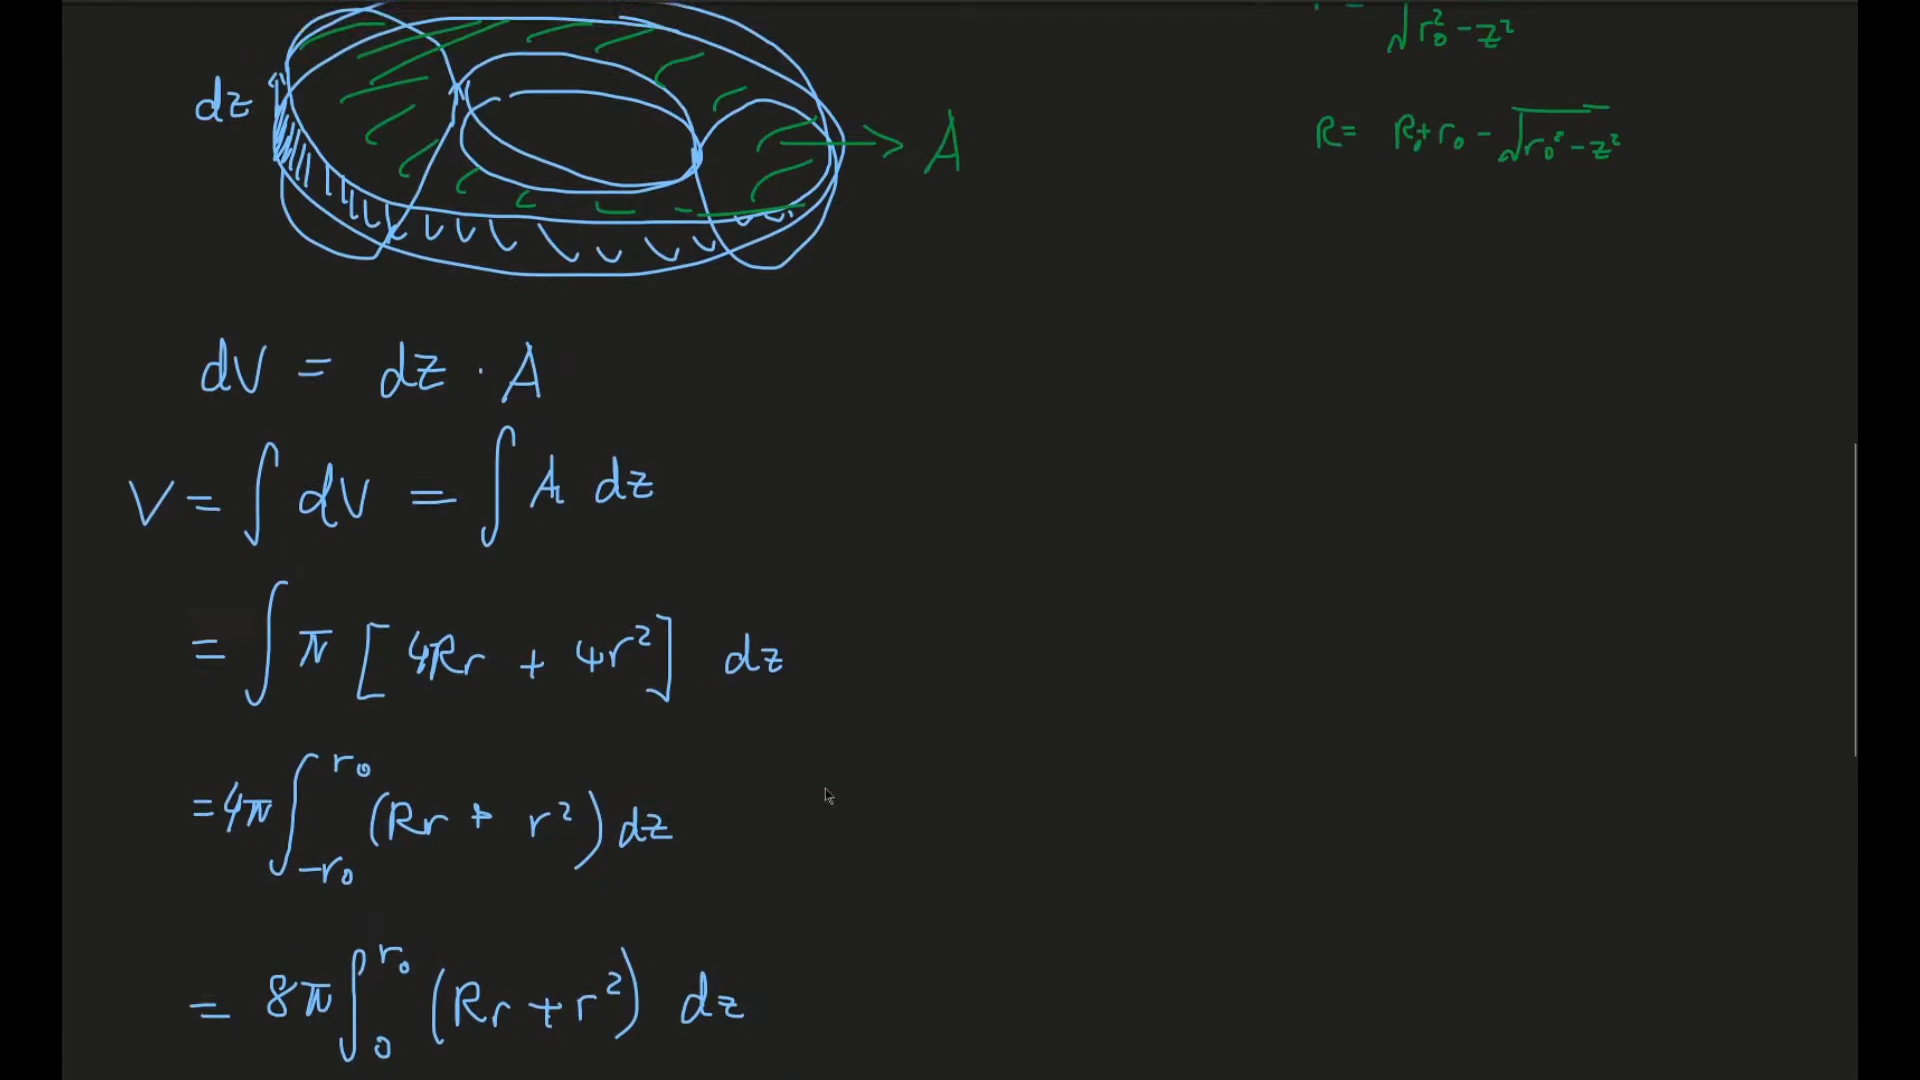 √r₀² - z²
dz
A
R = R₀ + r₀ - √r₀² - z²
dV = dz · A
V = ∫ dV = ∫ A dz
= ∫ π [4Rr + 4r²] dz
= 4π ∫₋r₀^r₀ (Rr + r²) dz
= 8π ∫₀^r₀ (Rr + r²) dz